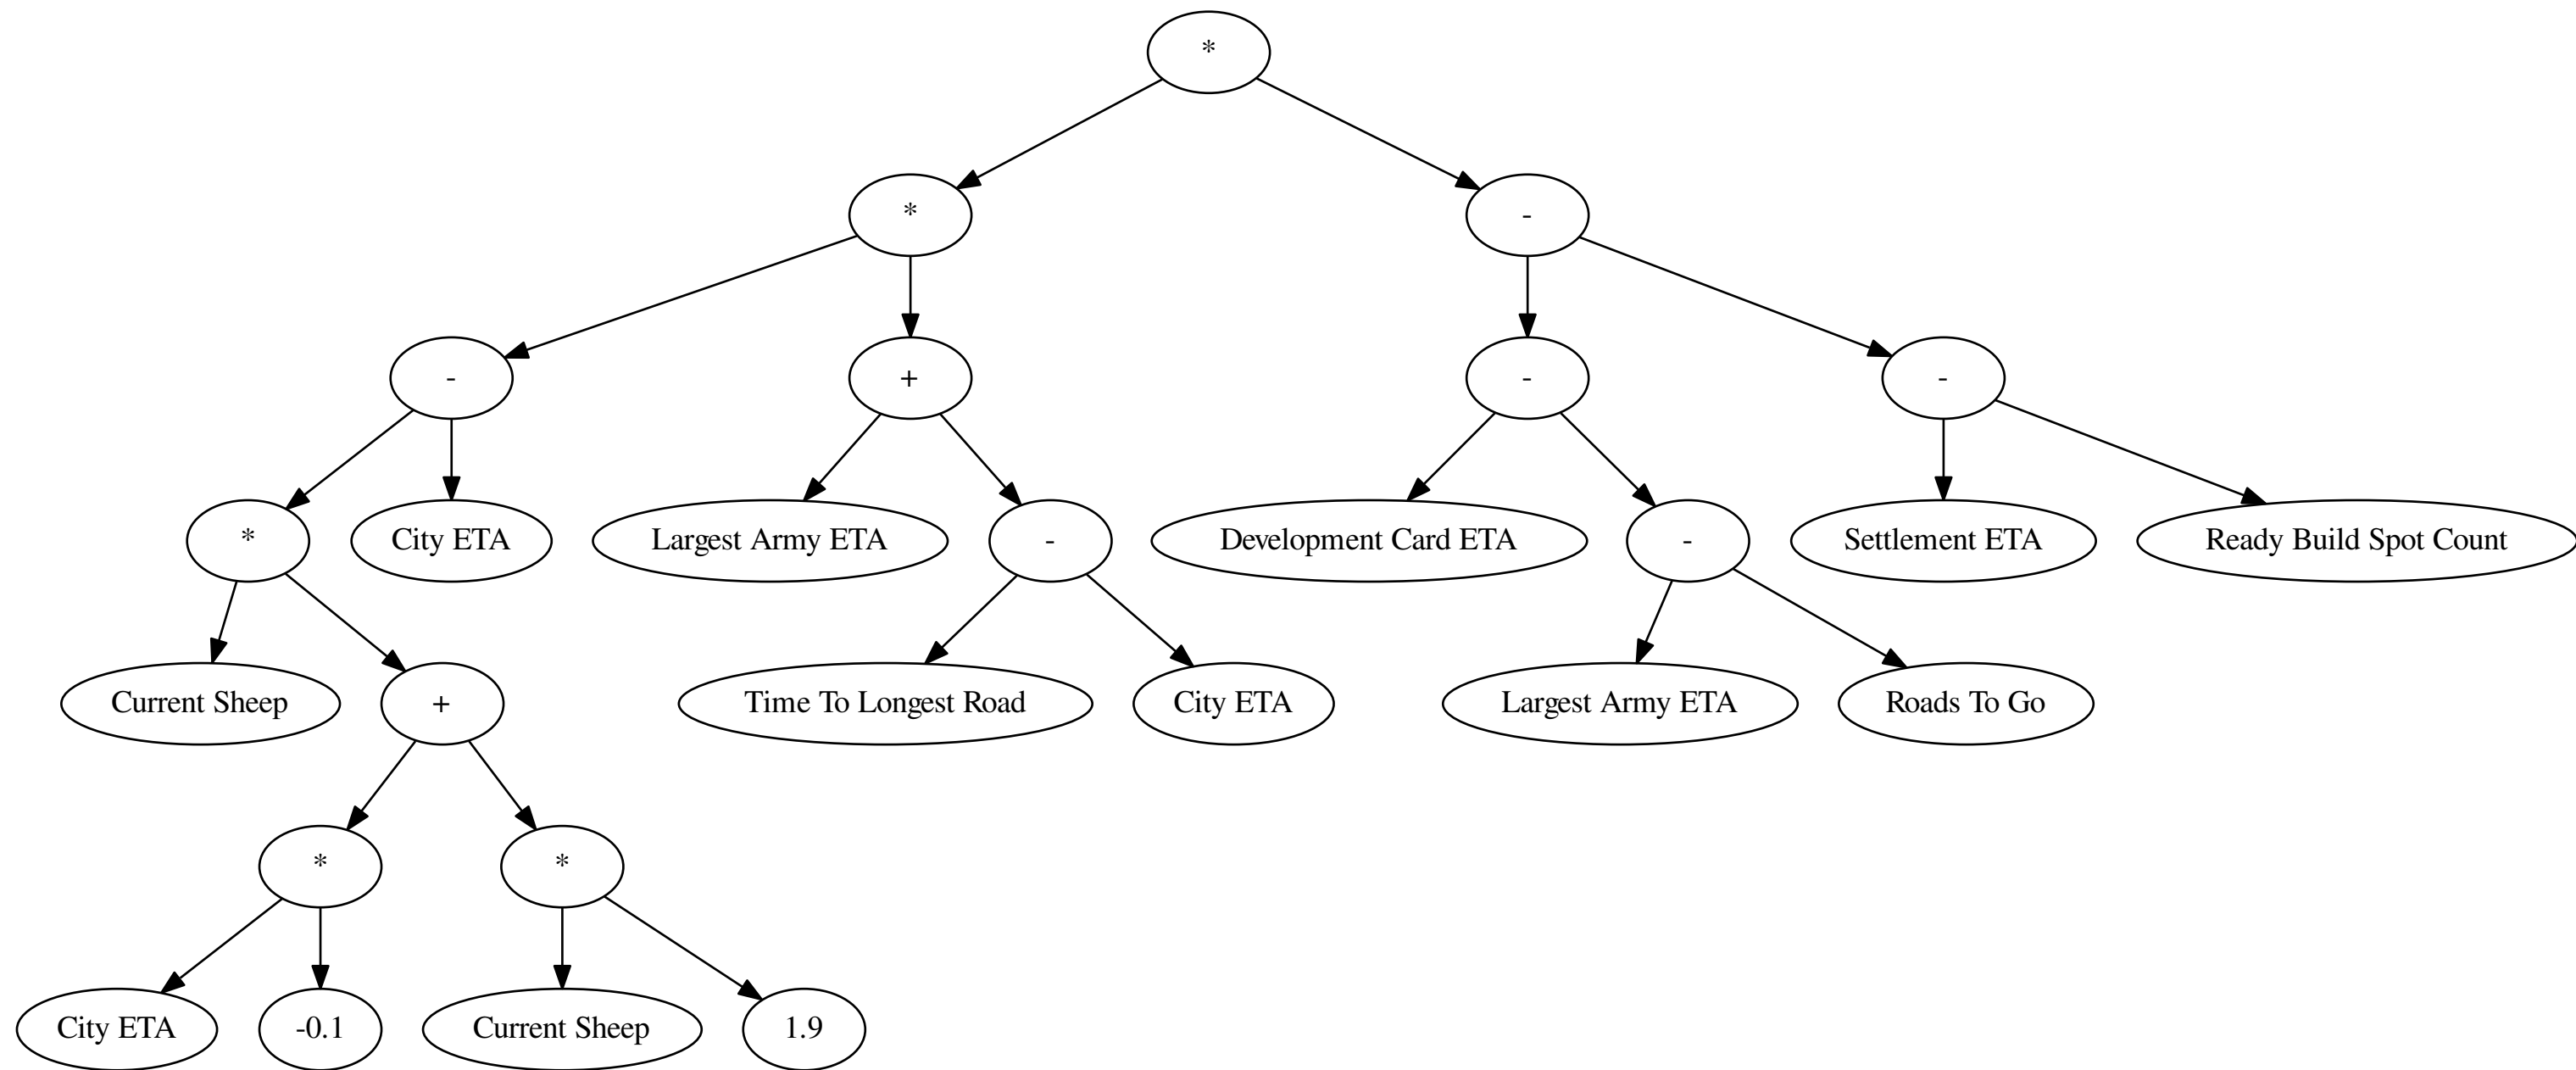 *
*
-
-
+
-
-
*
City ETA
Largest Army ETA
-
Development Card ETA
-
Settlement ETA
Ready Build Spot Count
Current Sheep
+
Time To Longest Road
City ETA
Largest Army ETA
Roads To Go
*
*
City ETA
-0.1
Current Sheep
1.9